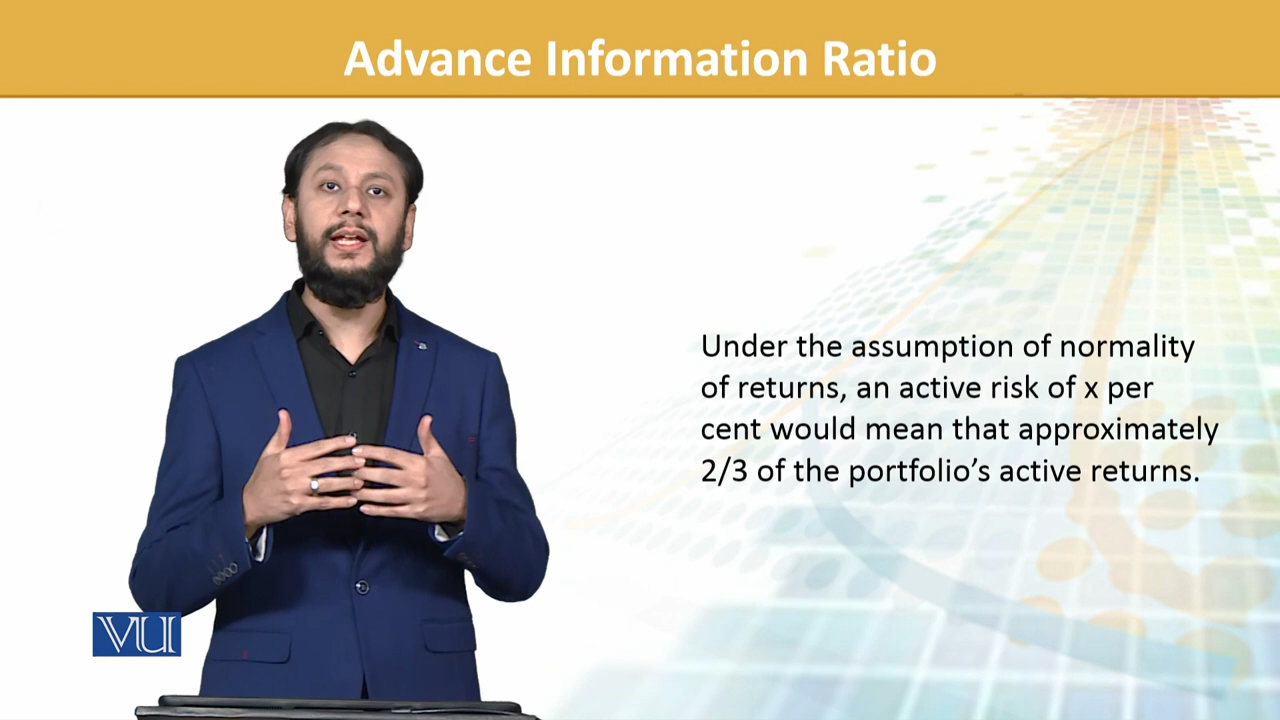 Advance Information Ratio
Under the assumption of normality
of returns, an active risk of x per
cent would mean that approximately
2/3 of the portfolio’s active returns.
VU